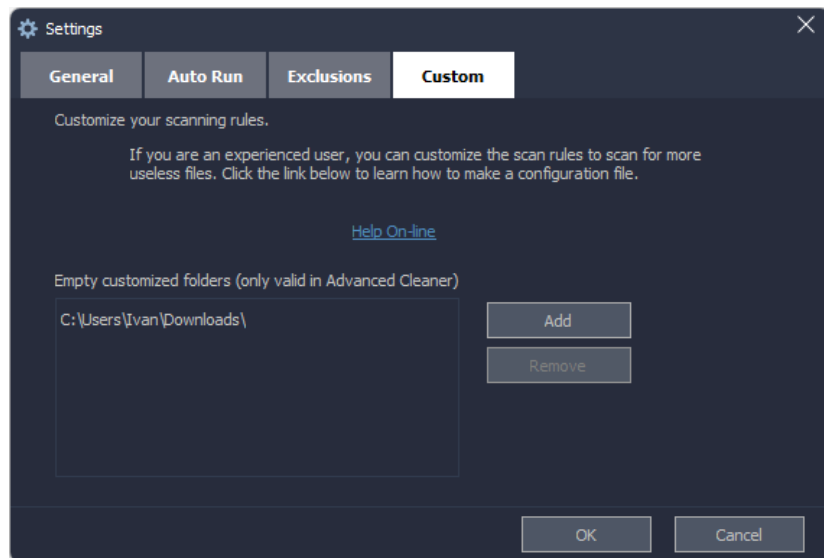 Settings
General
Auto Run
Exclusions
Custom
Customize your scanning rules.
If you are an experienced user, you can customize the scan rules to scan for more
useless files. Click the link below to learn how to make a configuration file.
Help On-line
Empty customized folders (only valid in Advanced Cleaner)
C:\Users\Ivan\Downloads\
Add
Remove
OK
Cancel